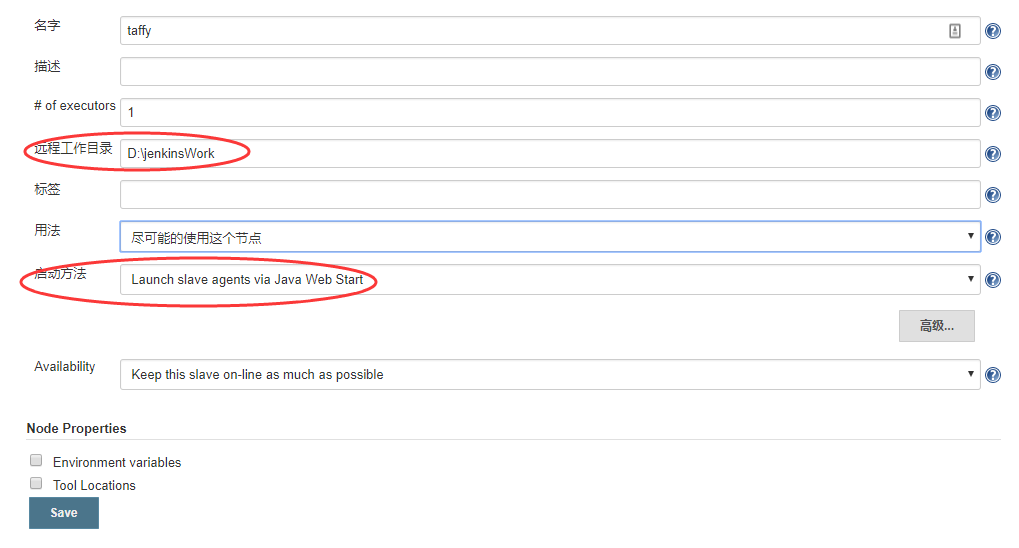 名字 taffy
描述
# of executors 1
远程工作目录 D:\jenkinsWork
标签
用法 尽可能的使用这个节点
启动方法 Launch slave agents via Java Web Start
高级...
Availability Keep this slave on-line as much as possible
Node Properties
Environment variables
Tool Locations
Save